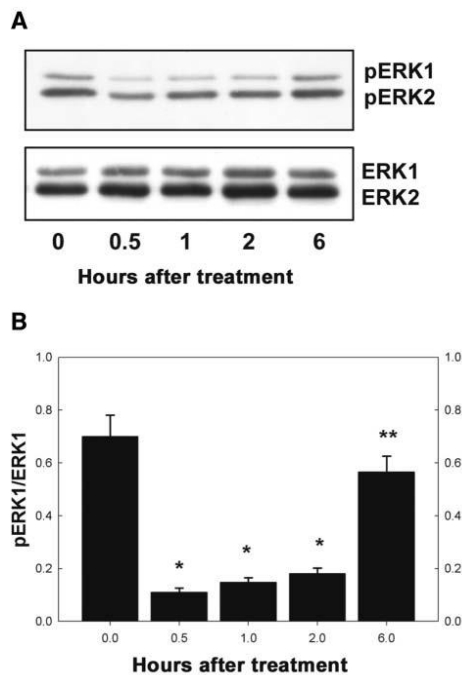 A
pERK1
pERK2
ERK1
ERK2
0 0.5 1 2 6
Hours after treatment
B
1.0 1.0
0.8 0.8
**
0.6 0.6
pERK1/ERK1
0.4 0.4
* * *
0.2 0.2
0.0 0.0
0.0 0.5 1.0 2.0 6.0
Hours after treatment